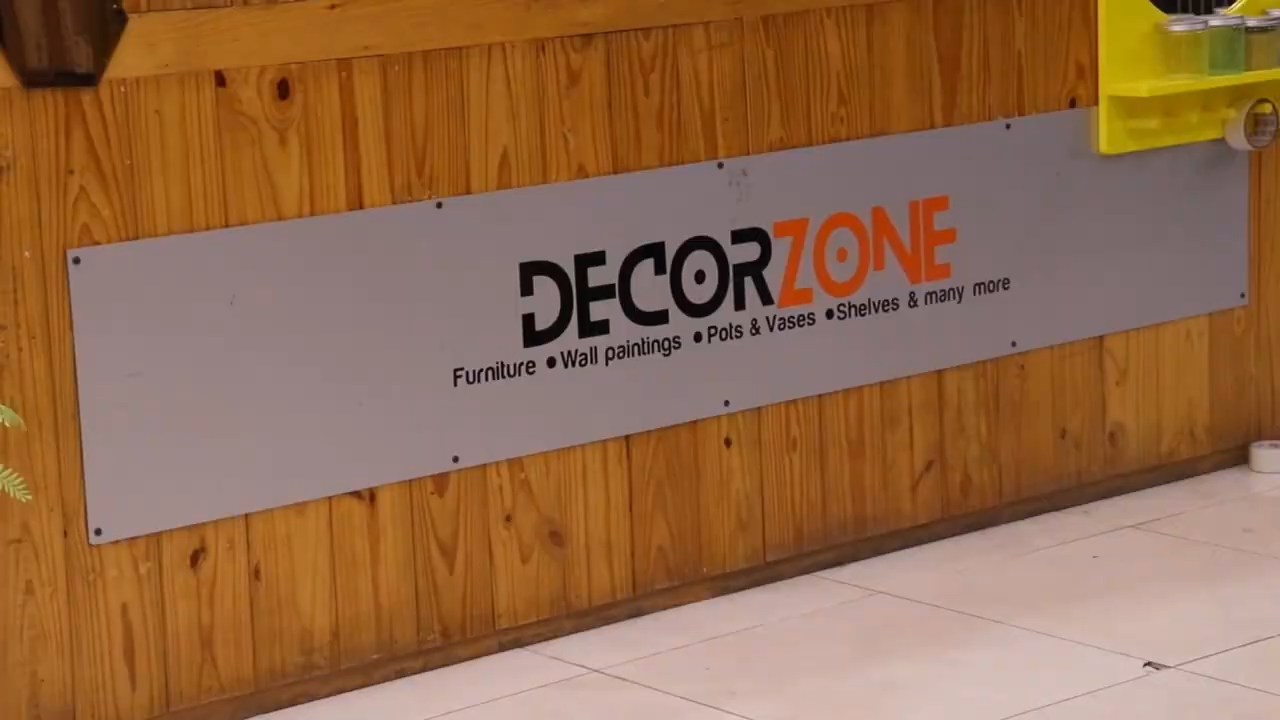 DECORZONE
Furniture •Wall paintings •Pots & Vases •Shelves & many more